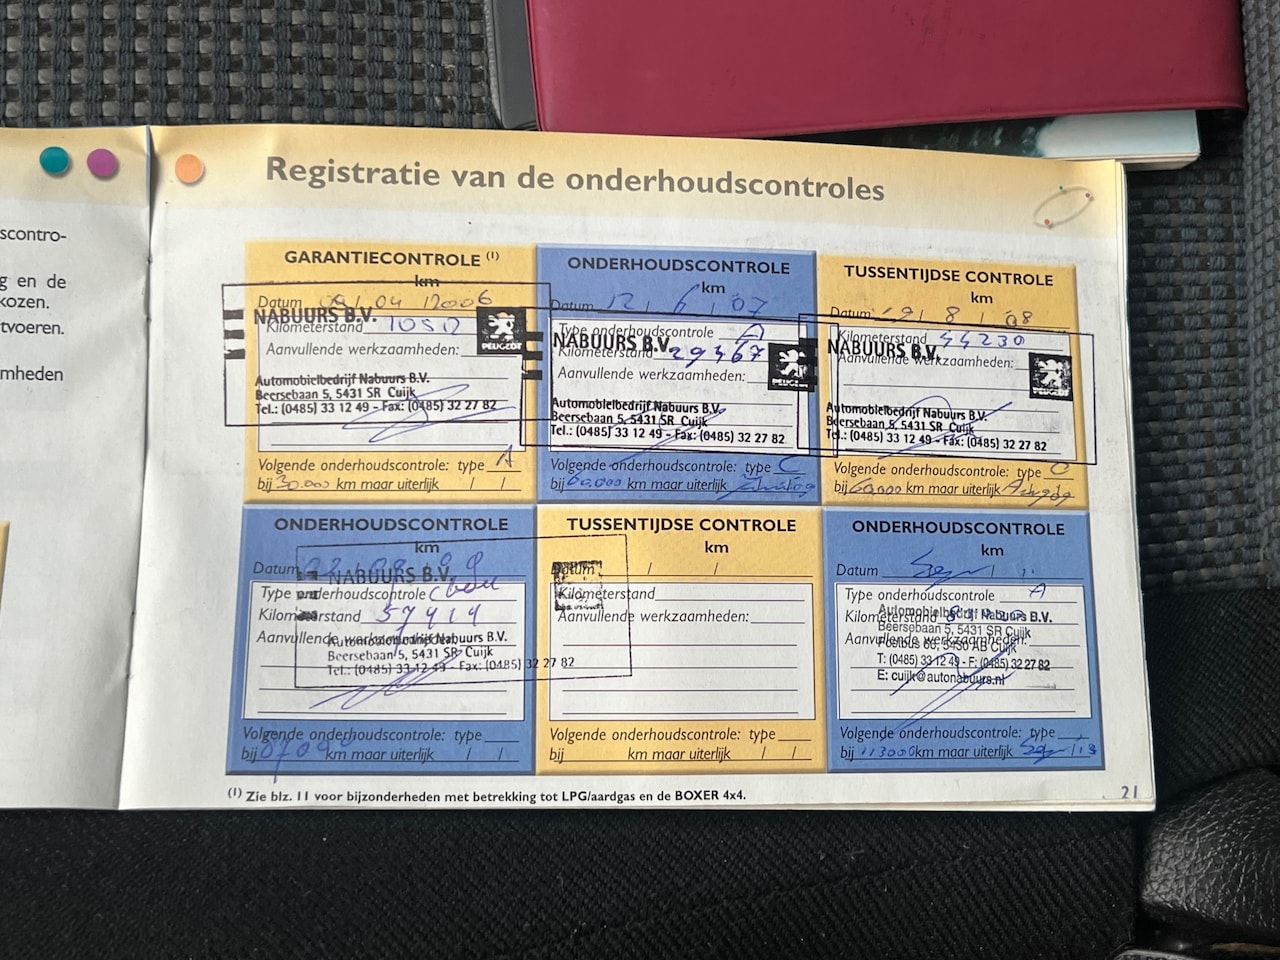 scontro-
g en de
kozen.
tvoeren.
mheden
Registratie van de onderhoudscontroles
GARANTIECONTROLE (1)
km
Datum 09/04/2006
NABUURS B.V.
Kilometerstand
PEUGEOT
Aanvullende werkzaamheden:
Automobielbedrijf Nabuurs B.V.
Beersebaan 5, 5431 SR Cuijk
Tel.: (0485) 33 12 49 - Fax: (0485) 32 27 82
Volgende onderhoudscontrole: type A
bij 30.000 km maar uiterlijk / /
ONDERHOUDSCONTROLE
km
Datum 12 / 6 / 07
Type onderhoudscontrole A
NABUURS B.V.
Kilometerstand 29467
PEUGEOT
Aanvullende werkzaamheden:
Automobielbedrijf Nabuurs B.V.
Beersebaan 5, 5431 SR Cuijk
Tel.: (0485) 33 12 49 - Fax: (0485) 32 27 82
Volgende onderhoudscontrole: type C
bij 60.000 km maar uiterlijk
TUSSENTIJDSE CONTROLE
km
Datum 19 / 8 / 08
Kilometerstand 44230
NABUURS B.V.
Aanvullende werkzaamheden:
PEUGEOT
Automobielbedrijf Nabuurs B.V.
Beersebaan 5, 5431 SR Cuijk
Tel.: (0485) 33 12 49 - Fax: (0485) 32 27 82
Volgende onderhoudscontrole: type C
bij 60.000 km maar uiterlijk
ONDERHOUDSCONTROLE
km
Datum
NABUURS B.V.
Type onderhoudscontrole
Kilometerstand 57414
Aanvullende werkzaamheden:
Automobielbedrijf Nabuurs B.V.
Beersebaan 5, 5431 SR Cuijk
Tel.: (0485) 33 12 49 - Fax: (0485) 32 27 82
Volgende onderhoudscontrole: type
bij km maar uiterlijk / /
TUSSENTIJDSE CONTROLE
km
Datum / /
Kilometerstand
Aanvullende werkzaamheden:
Volgende onderhoudscontrole: type
bij km maar uiterlijk / /
ONDERHOUDSCONTROLE
km
Datum
Type onderhoudscontrole A
Kilometerstand
Automobielbedrijf Nabuurs B.V.
Aanvullende werkzaamheden:
Beersebaan 5, 5431 SR Cuijk
Postbus 60, 5430 AB Cuijk
T: (0485) 33 12 49 - F: (0485) 32 27 82
E: cuijk@autonabuurs.nl
Volgende onderhoudscontrole: type
bij 113000 km maar uiterlijk
(1) Zie blz. 11 voor bijzonderheden met betrekking tot LPG/aardgas en de BOXER 4x4.
21